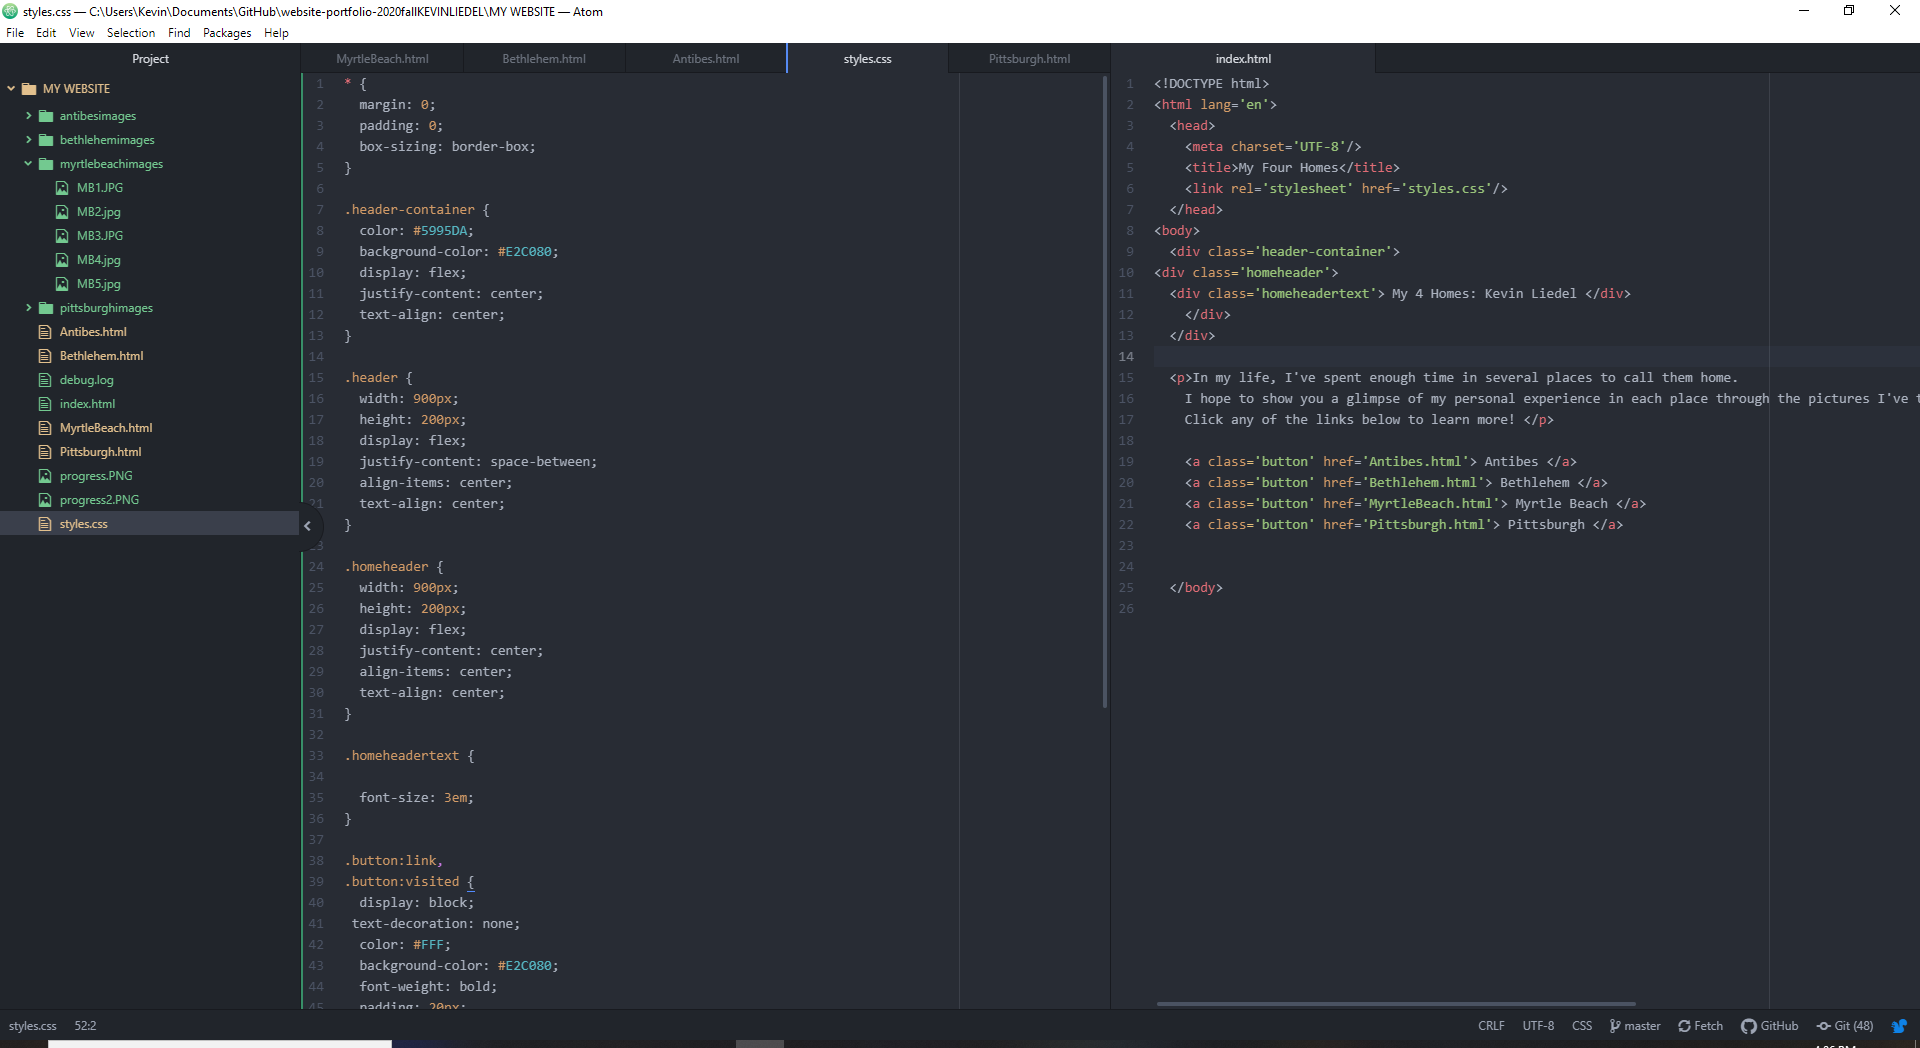 styles.css — C:\Users\Kevin\Documents\GitHub\website-portfolio-2020fallKEVINLIEDEL\MY WEBSITE — Atom
File Edit View Selection Find Packages Help
Project
MY WEBSITE
antibesimages
bethlehemimages
myrtlebeachimages
MB1.JPG
MB2.jpg
MB3.JPG
MB4.jpg
MB5.jpg
pittsburghimages
Antibes.html
Bethlehem.html
debug.log
index.html
MyrtleBeach.html
Pittsburgh.html
progress.PNG
progress2.PNG
styles.css
MyrtleBeach.html Bethlehem.html Antibes.html styles.css Pittsburgh.html
1 * {
2 margin: 0;
3 padding: 0;
4 box-sizing: border-box;
5 }
6
7 .header-container {
8 color: #5995DA;
9 background-color: #E2C080;
10 display: flex;
11 justify-content: center;
12 text-align: center;
13 }
14
15 .header {
16 width: 900px;
17 height: 200px;
18 display: flex;
19 justify-content: space-between;
20 align-items: center;
21 text-align: center;
}
23
24 .homeheader {
25 width: 900px;
26 height: 200px;
27 display: flex;
28 justify-content: center;
29 align-items: center;
30 text-align: center;
31 }
32
33 .homeheadertext {
34
35 font-size: 3em;
36 }
37
38 .button:link,
39 .button:visited {
40 display: block;
41 text-decoration: none;
42 color: #FFF;
43 background-color: #E2C080;
44 font-weight: bold;
45 padding: 20px;
index.html
1 <!DOCTYPE html>
2 <html lang='en'>
3 <head>
4 <meta charset='UTF-8'/>
5 <title>My Four Homes</title>
6 <link rel='stylesheet' href='styles.css'/>
7 </head>
8 <body>
9 <div class='header-container'>
10 <div class='homeheader'>
11 <div class='homeheadertext'> My 4 Homes: Kevin Liedel </div>
12 </div>
13 </div>
14
15 <p>In my life, I've spent enough time in several places to call them home.
16 I hope to show you a glimpse of my personal experience in each place through the pictures I've t
17 Click any of the links below to learn more! </p>
18
19 <a class='button' href='Antibes.html'> Antibes </a>
20 <a class='button' href='Bethlehem.html'> Bethlehem </a>
21 <a class='button' href='MyrtleBeach.html'> Myrtle Beach </a>
22 <a class='button' href='Pittsburgh.html'> Pittsburgh </a>
23
24
25 </body>
26
styles.css 52:2 CRLF UTF-8 CSS master Fetch GitHub Git (48)